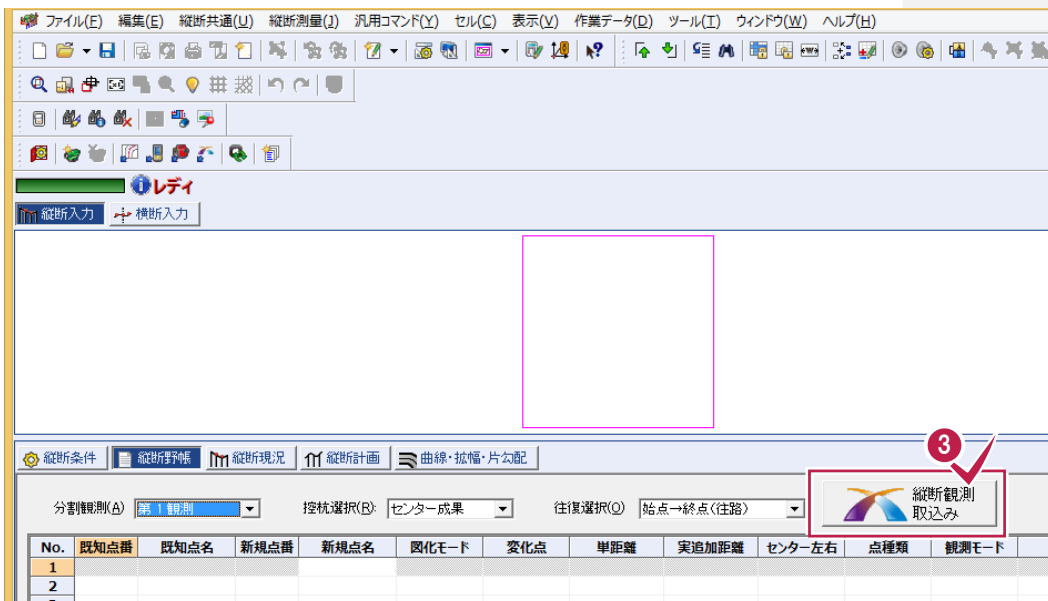 ファイル(F) 編集(E) 縦断共通(U) 縦断測量(J) 汎用コマンド(Y) セル(C) 表示(V) 作業データ(D) ツール(T) ウィンドウ(W) ヘルプ(H)
レディ
縦断入力 横断入力
3
縦断条件 縦断野帳 縦断現況 縦断計画 曲線・拡幅・片勾配
分割観測(A) 第1観測 控杭選択(R): センター成果 往復選択(O) 始点→終点(往路) 縦断観測
取込み
No. 既知点番 既知点名 新規点番 新規点名 図化モード 変化点 単距離 実追加距離 センター左右 点種類 観測モード
1
2